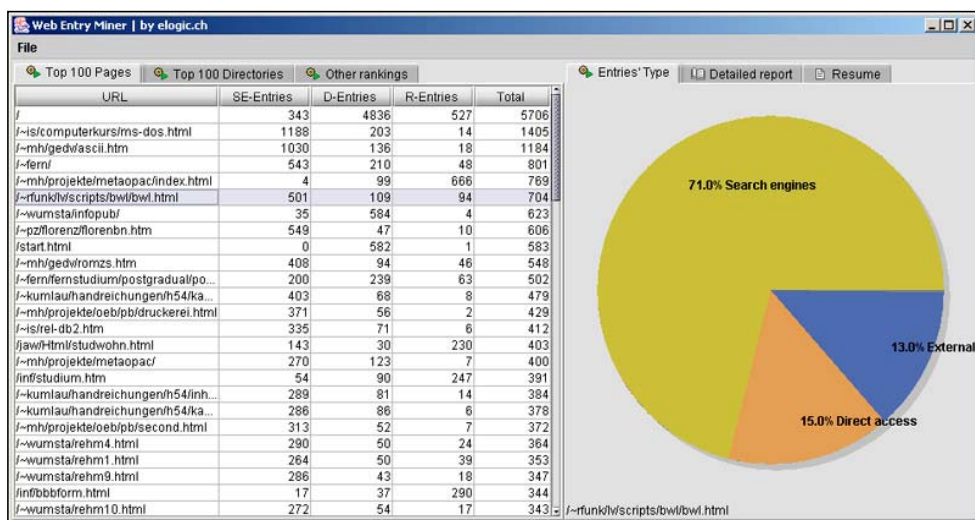 Web Entry Miner | by elogic.ch
File
Top 100 Pages Top 100 Directories Other rankings
URL SE-Entries D-Entries R-Entries Total
/ 343 4836 527 5706
/~is/computerkurs/ms-dos.html 1188 203 14 1405
/~mh/gedv/ascii.htm 1030 136 18 1184
/~fern/ 543 210 48 801
/~mh/projekte/metaopac/index.html 4 99 666 769
/~rfunk/lv/scripts/bwl/bwl.html 501 109 94 704
/~wumsta/infopub/ 35 584 4 623
/~pz/florenz/florenbn.htm 549 47 10 606
/start.html 0 582 1 583
/~mh/gedv/romzs.htm 408 94 46 548
/~fern/fernstudium/postgradual/po... 200 239 63 502
/~kumlau/handreichungen/h54/ka... 403 68 8 479
/~mh/projekte/oeb/pb/druckerei.html 371 56 2 429
/~is/rel-db2.htm 335 71 6 412
/jaw/Html/studwohn.html 143 30 230 403
/~mh/projekte/metaopac/ 270 123 7 400
/inf/studium.htm 54 90 247 391
/~kumlau/handreichungen/h54/inh... 289 81 14 384
/~kumlau/handreichungen/h54/ka... 286 86 6 378
/~mh/projekte/oeb/pb/second.html 313 52 7 372
/~wumsta/rehm4.html 290 50 24 364
/~wumsta/rehm1.html 264 50 39 353
/~wumsta/rehm9.html 286 43 18 347
/inf/bbbform.html 17 37 290 344
/~wumsta/rehm10.html 272 54 17 343
Entries' Type Detailed report Resume
71.0% Search engines
13.0% External
15.0% Direct access
/~rfunk/lv/scripts/bwl/bwl.html